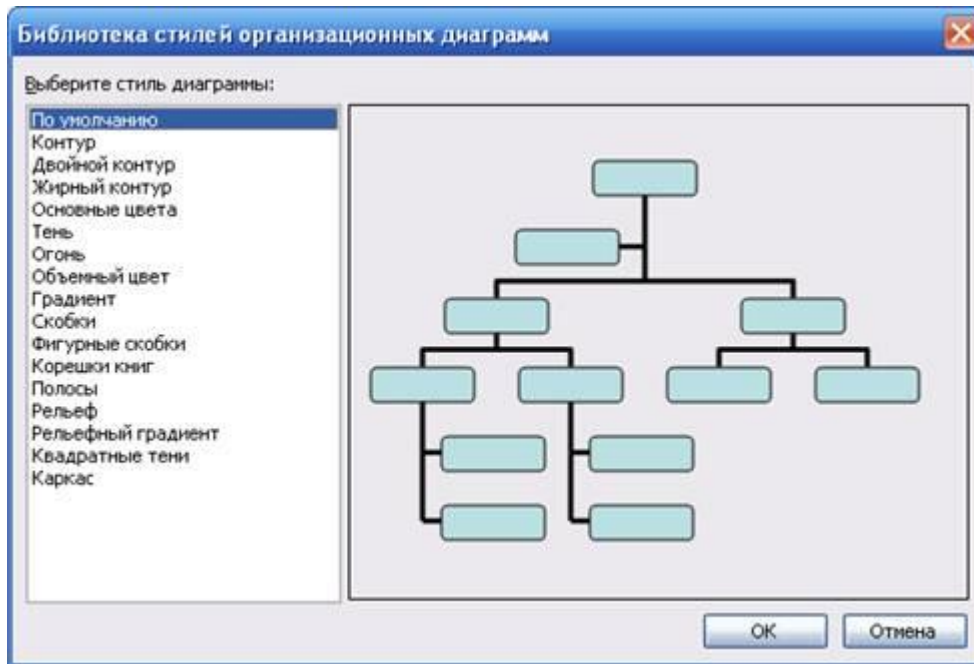 Библиотека стилей организационных диаграмм
Выберите стиль диаграммы:
По умолчанию
Контур
Двойной контур
Жирный контур
Основные цвета
Тень
Огонь
Объемный цвет
Градиент
Скобки
Фигурные скобки
Корешки книг
Полосы
Рельеф
Рельефный градиент
Квадратные тени
Каркас
ОК
Отмена